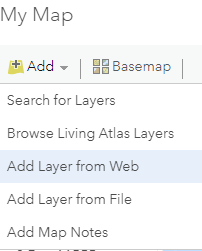 My Map
Add Basemap
Search for Layers
Browse Living Atlas Layers
Add Layer from Web
Add Layer from File
Add Map Notes